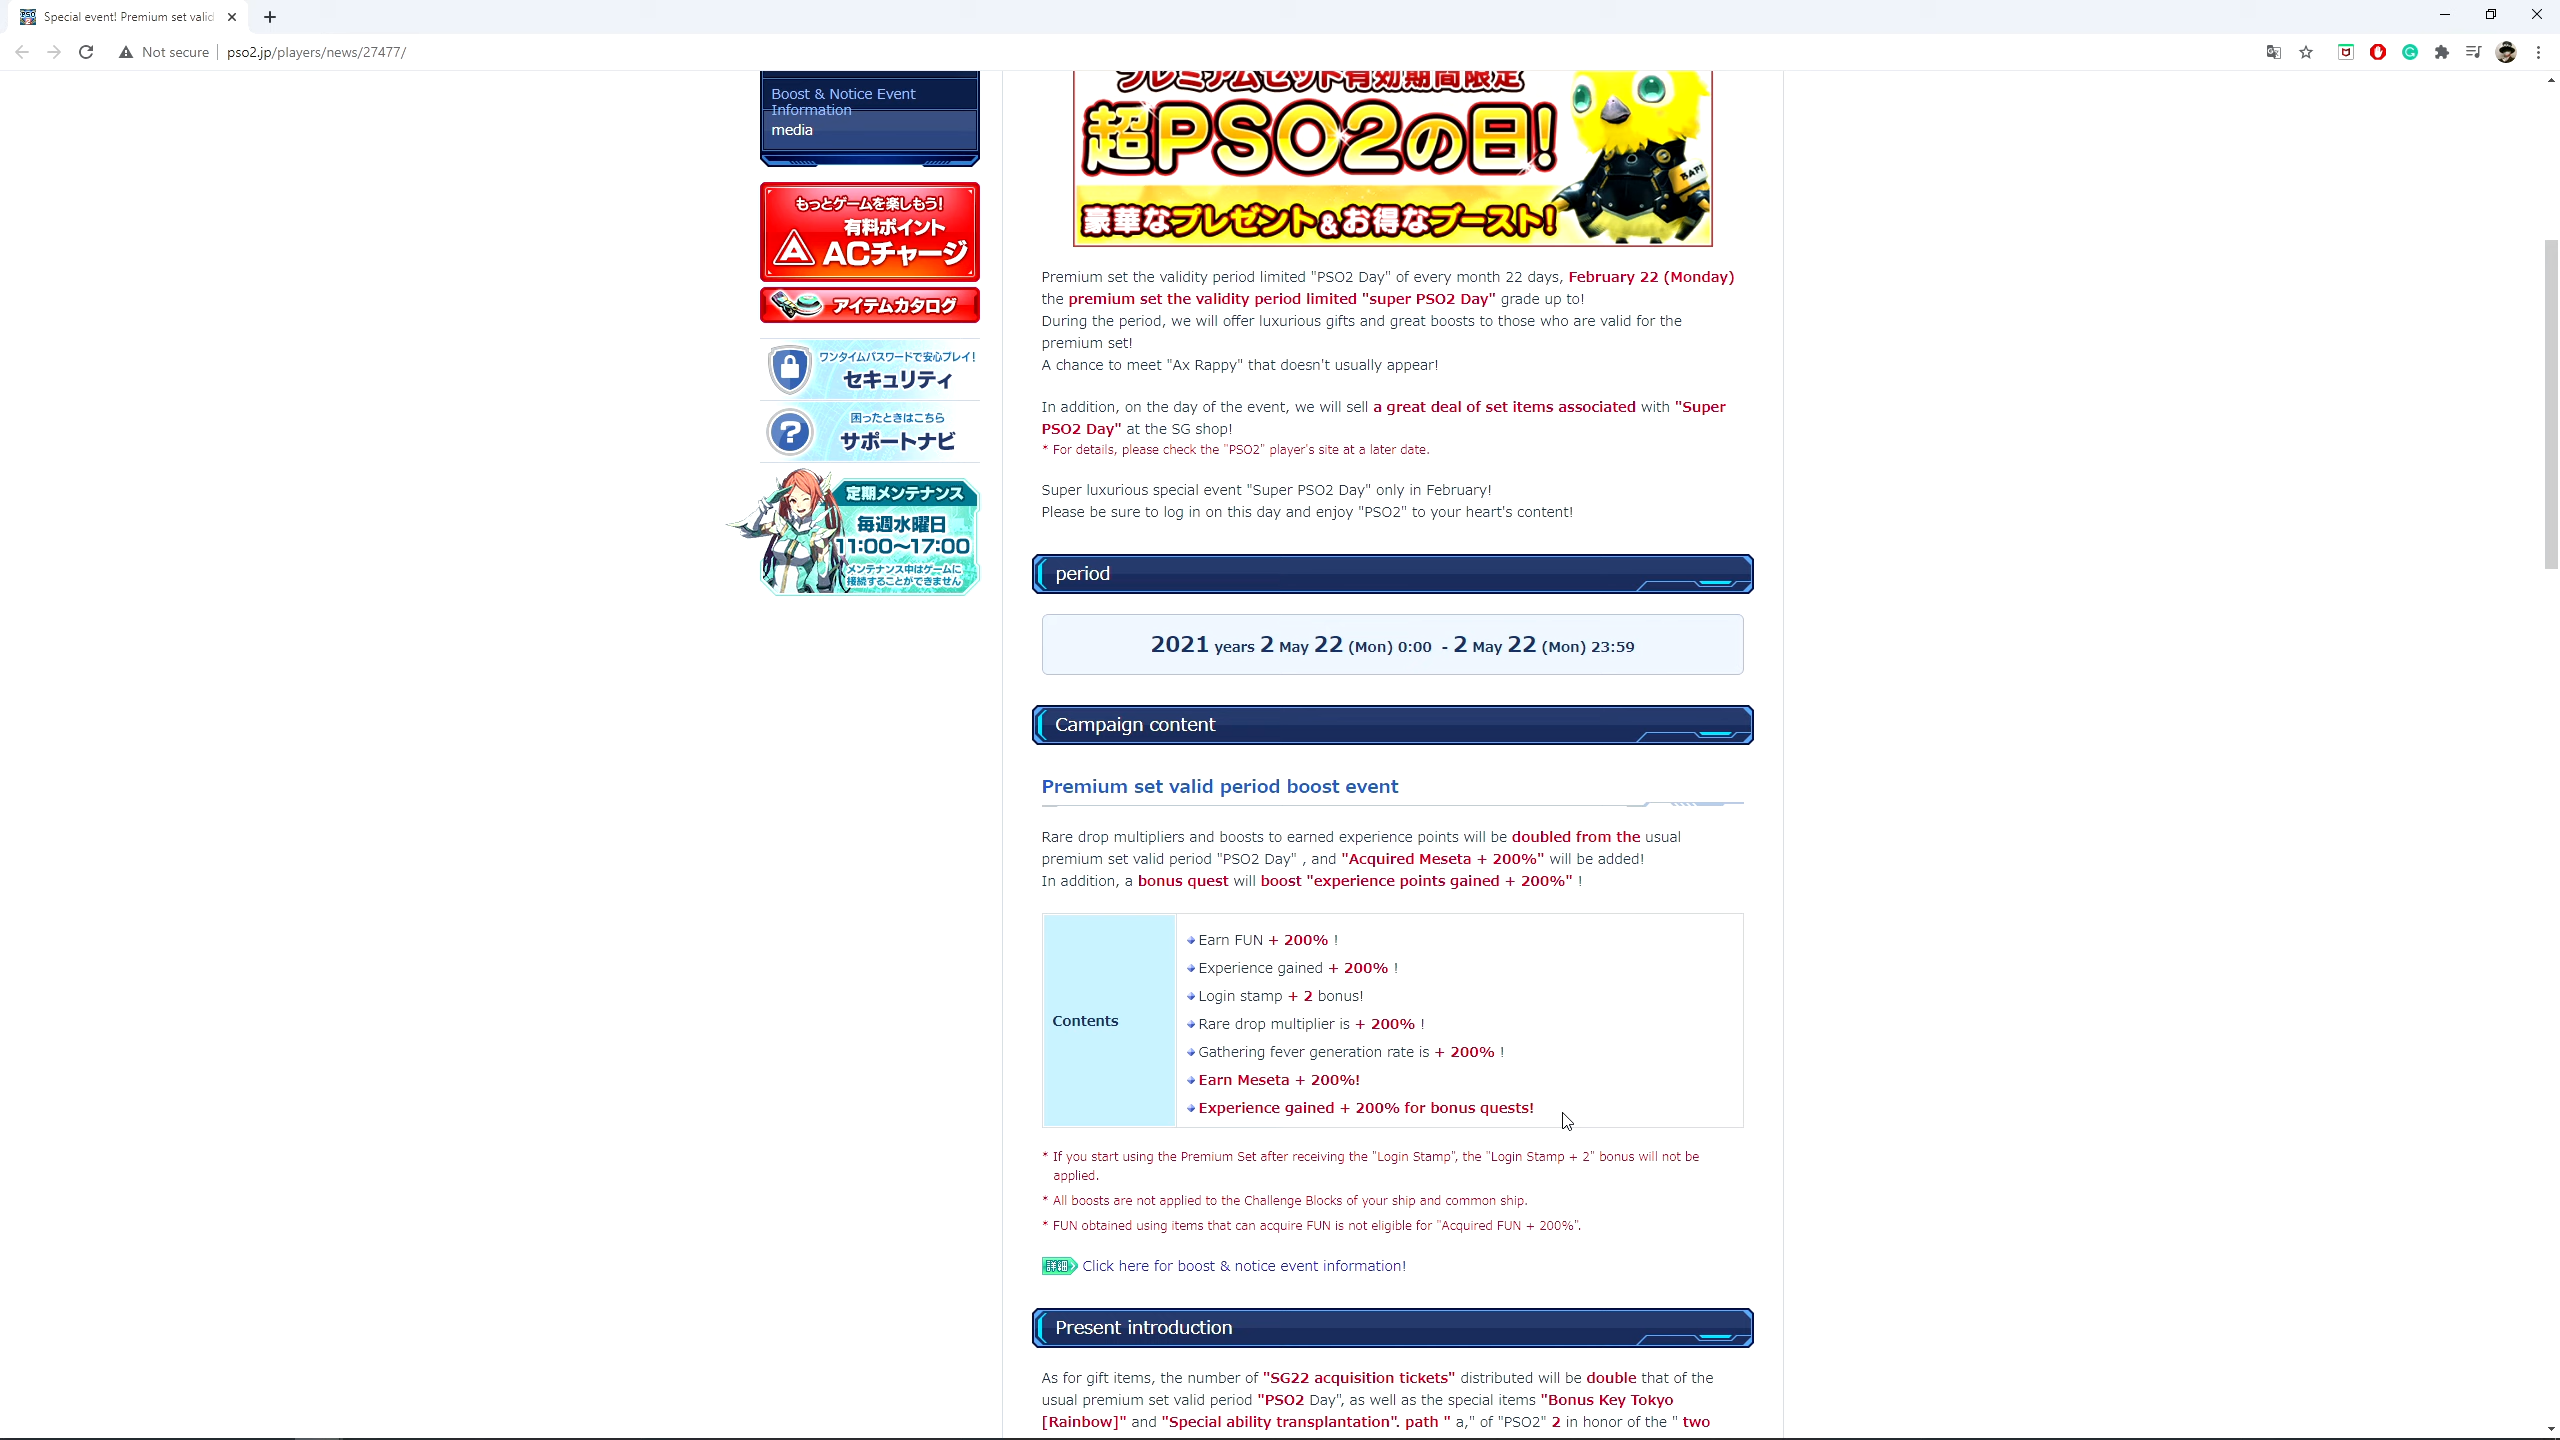 Special event! Premium set valid
Not secure
pso2.jp/players/news/27477/
Boost & Notice Event
Information
media
もっとゲームを楽しもう!
有料ポイント
ACチャージ
アイテムカタログ
ワンタイムパスワードで安心プレイ!
セキュリティ
困ったときはこちら
サポートナビ
定期メンテナンス
毎週水曜日
11:00〜17:00
メンテナンス中はゲームに
接続することができません
プレミアムセット有効期間限定
超PSO2の日!
豪華なプレゼント&お得なブースト!
Premium set the validity period limited "PSO2 Day" of every month 22 days, February 22 (Monday)
the premium set the validity period limited "super PSO2 Day" grade up to!
During the period, we will offer luxurious gifts and great boosts to those who are valid for the
premium set!
A chance to meet "Ax Rappy" that doesn't usually appear!
In addition, on the day of the event, we will sell a great deal of set items associated with "Super
PSO2 Day" at the SG shop!
* For details, please check the "PSO2" player's site at a later date.
Super luxurious special event "Super PSO2 Day" only in February!
Please be sure to log in on this day and enjoy "PSO2" to your heart's content!
period
2021 years 2 May 22 (Mon) 0:00 - 2 May 22 (Mon) 23:59
Campaign content
Premium set valid period boost event
Rare drop multipliers and boosts to earned experience points will be doubled from the usual
premium set valid period "PSO2 Day" , and "Acquired Meseta + 200%" will be added!
In addition, a bonus quest will boost "experience points gained + 200%" !
Contents
Earn FUN + 200% !
Experience gained + 200% !
Login stamp + 2 bonus!
Rare drop multiplier is + 200% !
Gathering fever generation rate is + 200% !
Earn Meseta + 200%!
Experience gained + 200% for bonus quests!
* If you start using the Premium Set after receiving the "Login Stamp", the "Login Stamp + 2" bonus will not be
applied.
* All boosts are not applied to the Challenge Blocks of your ship and common ship.
* FUN obtained using items that can acquire FUN is not eligible for "Acquired FUN + 200%".
詳細 Click here for boost & notice event information!
Present introduction
As for gift items, the number of "SG22 acquisition tickets" distributed will be double that of the
usual premium set valid period "PSO2 Day", as well as the special items "Bonus Key Tokyo
[Rainbow]" and "Special ability transplantation". path " a," of "PSO2" 2 in honor of the " two